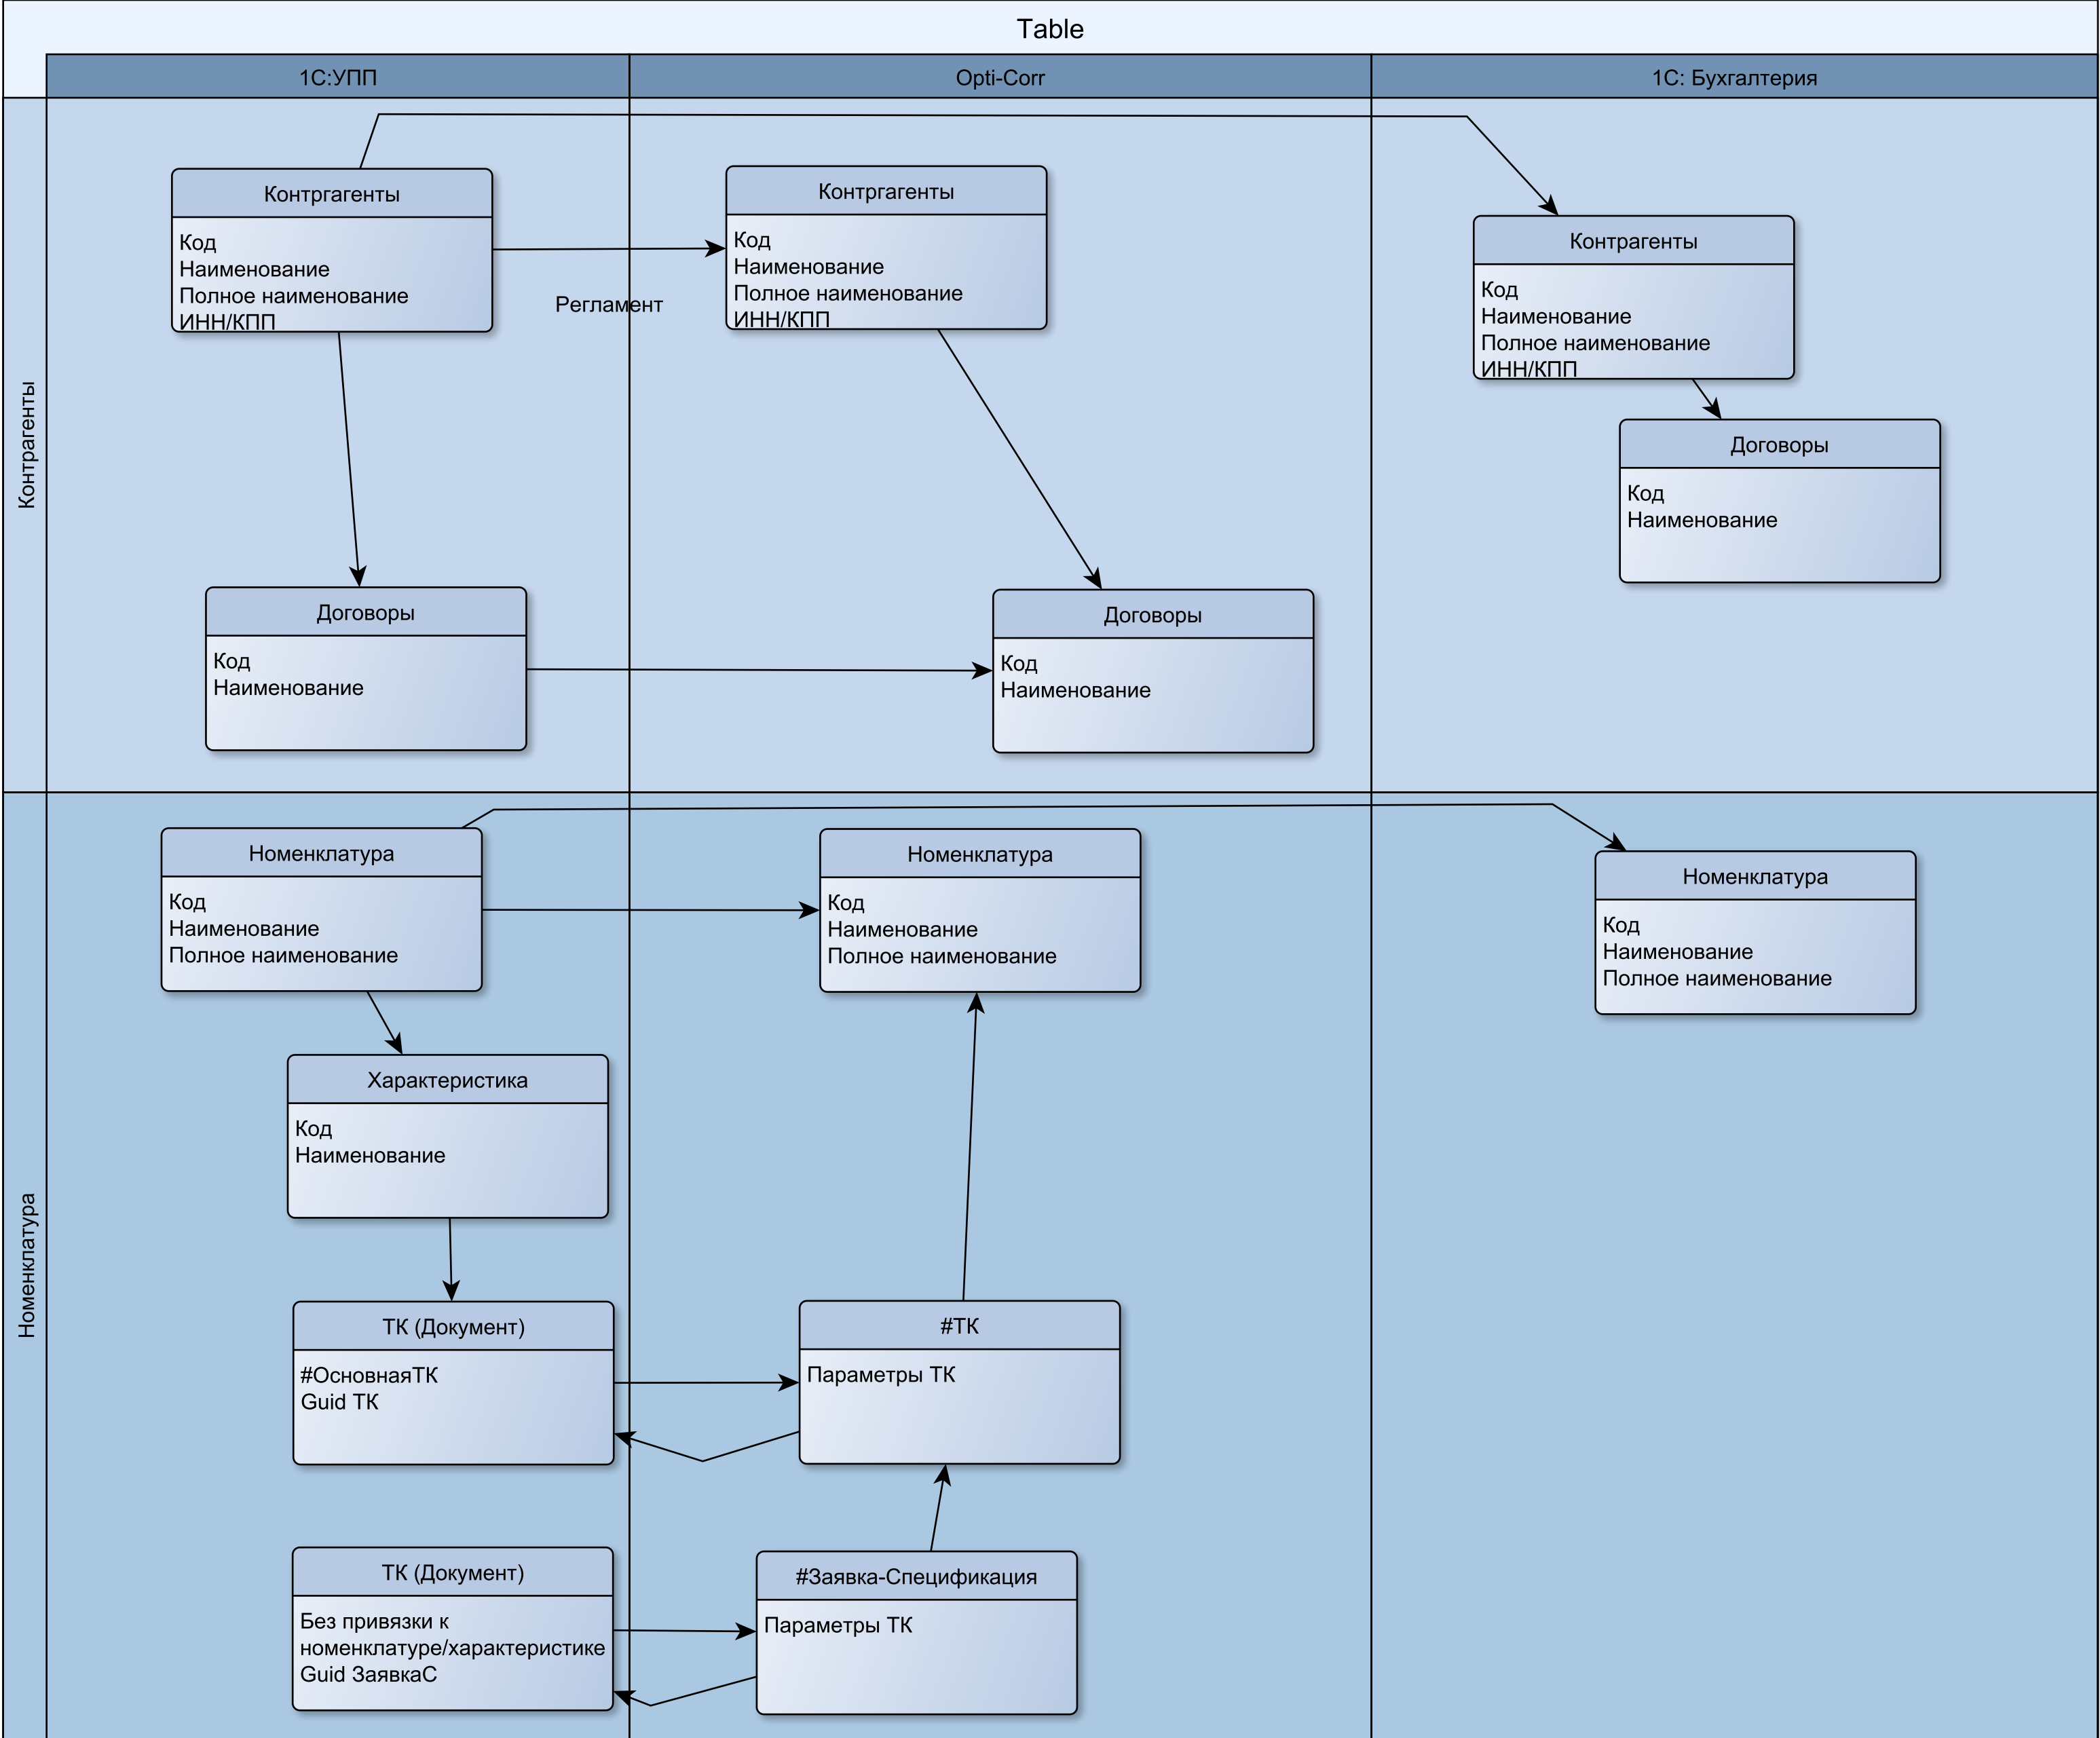 Table
1С:УПП
Opti-Corr
1С: Бухгалтерия
Контрагенты
Контргагенты
Код
Наименование
Полное наименование
ИНН/КПП
Регламент
Контргагенты
Код
Наименование
Полное наименование
ИНН/КПП
Контрагенты
Код
Наименование
Полное наименование
ИНН/КПП
Договоры
Код
Наименование
Договоры
Код
Наименование
Договоры
Код
Наименование
Номенклатура
Номенклатура
Код
Наименование
Полное наименование
Номенклатура
Код
Наименование
Полное наименование
Номенклатура
Код
Наименование
Полное наименование
Характеристика
Код
Наименование
ТК (Документ)
#ОсновнаяТК
Guid ТК
#ТК
Параметры ТК
ТК (Документ)
Без привязки к
номенклатуре/характеристике
Guid ЗаявкаС
#Заявка-Спецификация
Параметры ТК